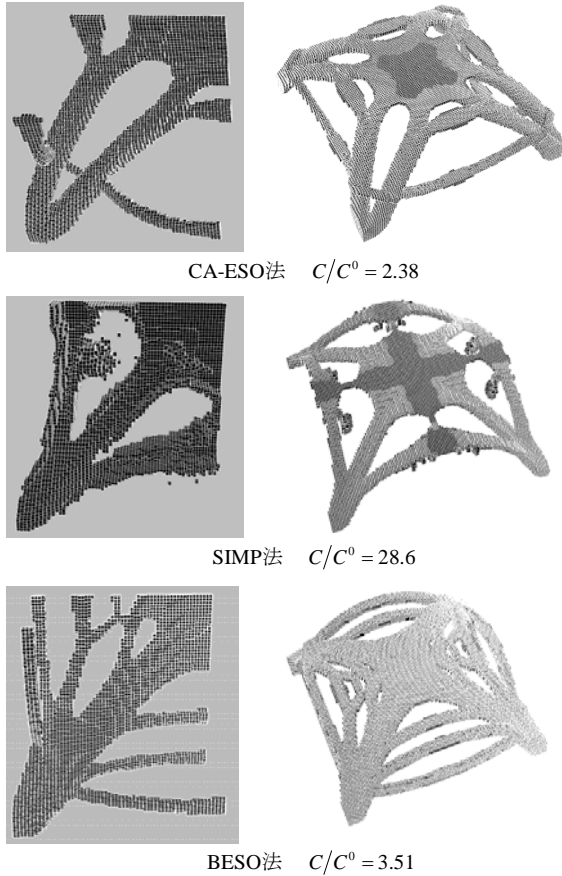 CA-ESO法 C/C⁰ = 2.38
SIMP法 C/C⁰ = 28.6
BESO法 C/C⁰ = 3.51